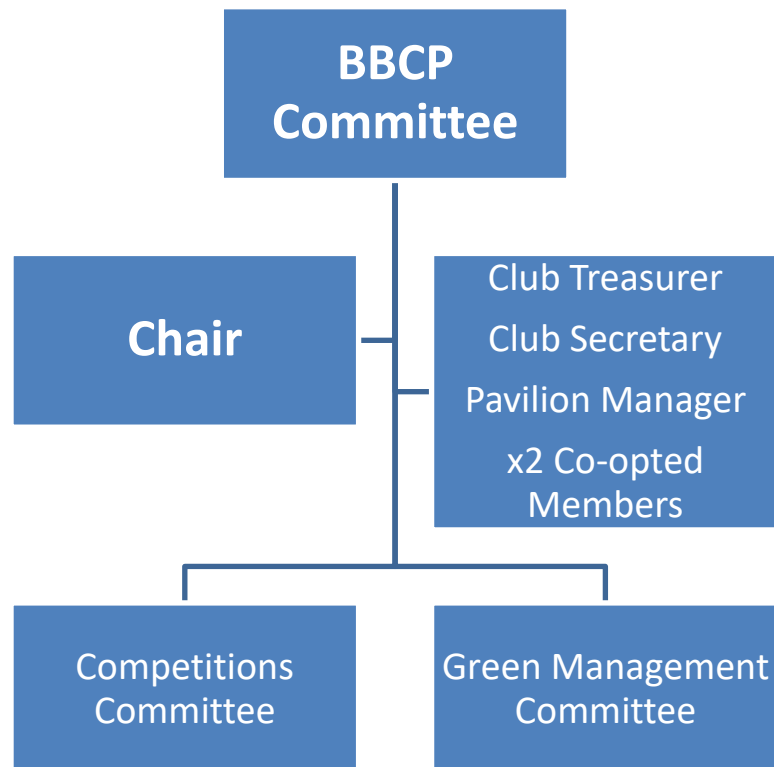 BBCP
Committee
Chair
Club Treasurer
Club Secretary
Pavilion Manager
x2 Co-opted
Members
Competitions
Committee
Green Management
Committee